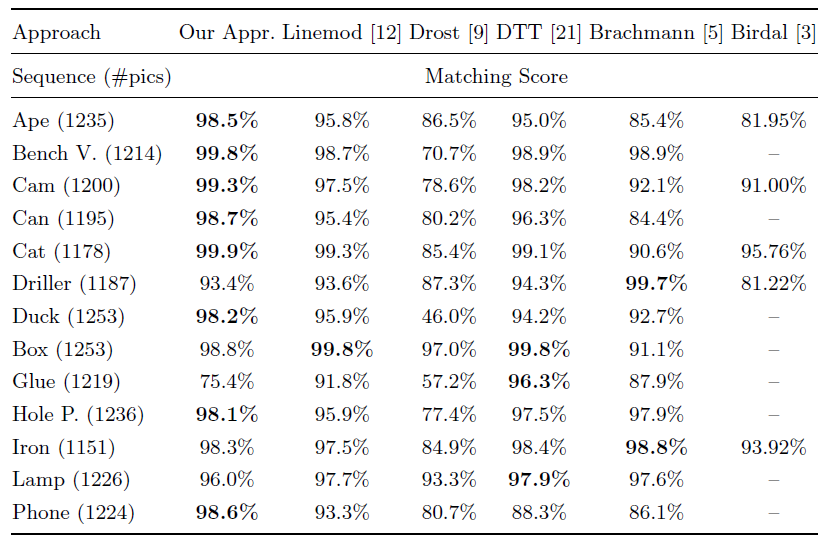 Approach Our Appr. Linemod [12] Drost [9] DTT [21] Brachmann [5] Birdal [3]
Sequence (#pics) Matching Score
Ape (1235) 98.5% 95.8% 86.5% 95.0% 85.4% 81.95%
Bench V. (1214) 99.8% 98.7% 70.7% 98.9% 98.9% –
Cam (1200) 99.3% 97.5% 78.6% 98.2% 92.1% 91.00%
Can (1195) 98.7% 95.4% 80.2% 96.3% 84.4% –
Cat (1178) 99.9% 99.3% 85.4% 99.1% 90.6% 95.76%
Driller (1187) 93.4% 93.6% 87.3% 94.3% 99.7% 81.22%
Duck (1253) 98.2% 95.9% 46.0% 94.2% 92.7% –
Box (1253) 98.8% 99.8% 97.0% 99.8% 91.1% –
Glue (1219) 75.4% 91.8% 57.2% 96.3% 87.9% –
Hole P. (1236) 98.1% 95.9% 77.4% 97.5% 97.9% –
Iron (1151) 98.3% 97.5% 84.9% 98.4% 98.8% 93.92%
Lamp (1226) 96.0% 97.7% 93.3% 97.9% 97.6% –
Phone (1224) 98.6% 93.3% 80.7% 88.3% 86.1% –